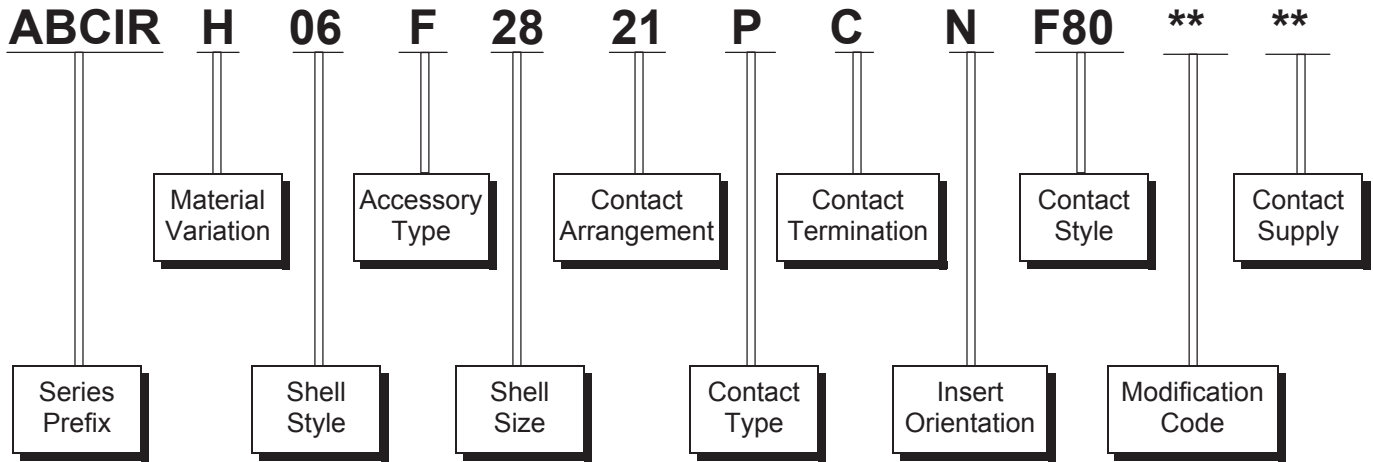 ABCIR H 06 F 28 21 P C N F80 ** **
Material
Variation
Accessory
Type
Contact
Arrangement
Contact
Termination
Contact
Style
Contact
Supply
Series
Prefix
Shell
Style
Shell
Size
Contact
Type
Insert
Orientation
Modification
Code